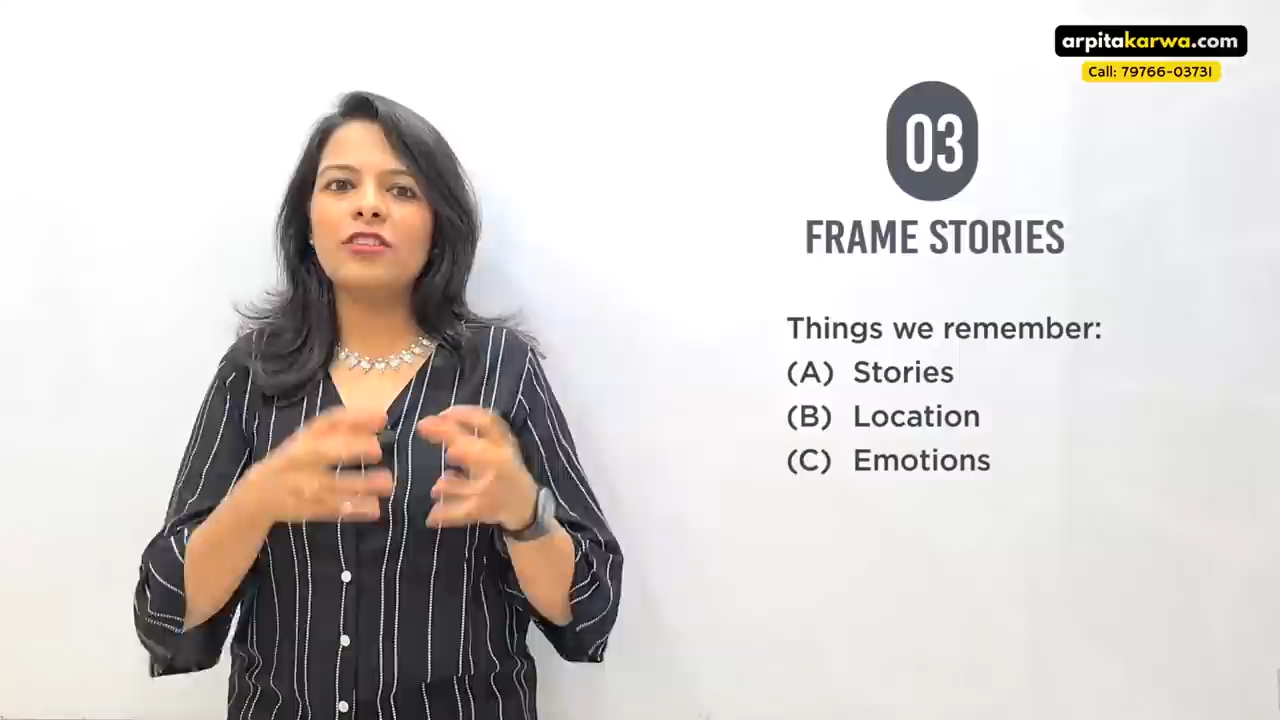 arpitakarwa.com
Call: 79766-03731
03
FRAME STORIES
Things we remember:
(A) Stories
(B) Location
(C) Emotions